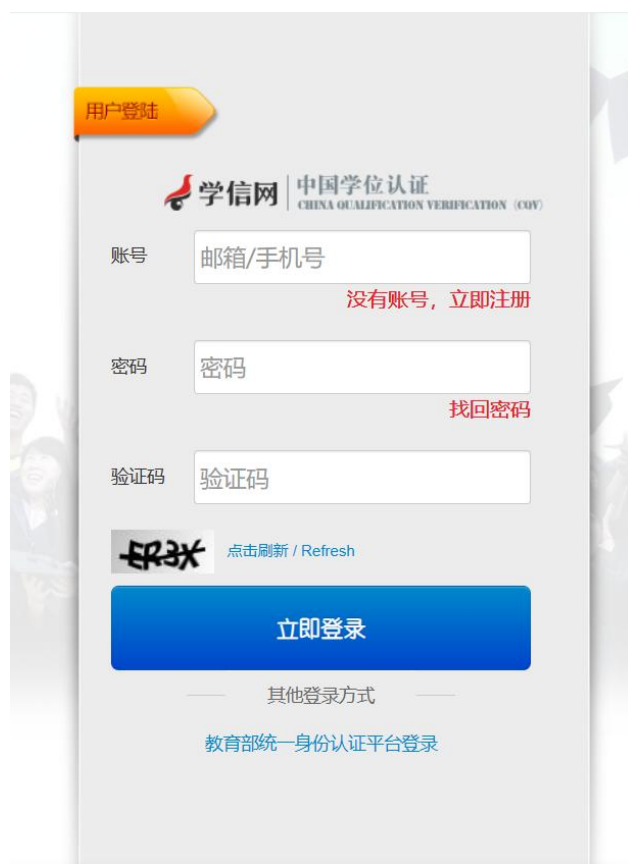 用户登陆
学信网
中国学位认证
CHINA QUALIFICATION VERIFICATION (CQV)
账号
邮箱/手机号
没有账号，立即注册
密码
密码
找回密码
验证码
验证码
点击刷新 / Refresh
立即登录
其他登录方式
教育部统一身份认证平台登录